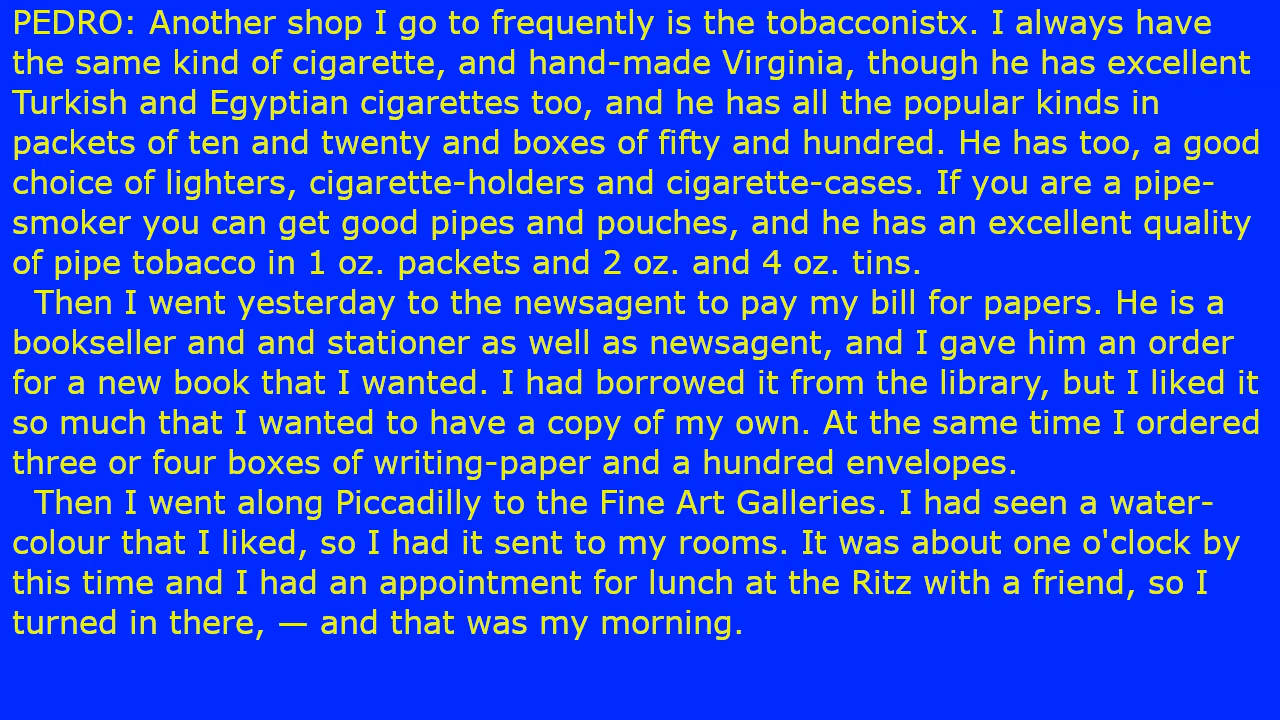 PEDRO: Another shop I go to frequently is the tobacconistx. I always have
the same kind of cigarette, and hand-made Virginia, though he has excellent
Turkish and Egyptian cigarettes too, and he has all the popular kinds in
packets of ten and twenty and boxes of fifty and hundred. He has too, a good
choice of lighters, cigarette-holders and cigarette-cases. If you are a pipe-
smoker you can get good pipes and pouches, and he has an excellent quality
of pipe tobacco in 1 oz. packets and 2 oz. and 4 oz. tins.
Then I went yesterday to the newsagent to pay my bill for papers. He is a
bookseller and and stationer as well as newsagent, and I gave him an order
for a new book that I wanted. I had borrowed it from the library, but I liked it
so much that I wanted to have a copy of my own. At the same time I ordered
three or four boxes of writing-paper and a hundred envelopes.
Then I went along Piccadilly to the Fine Art Galleries. I had seen a water-
colour that I liked, so I had it sent to my rooms. It was about one o'clock by
this time and I had an appointment for lunch at the Ritz with a friend, so I
turned in there, — and that was my morning.